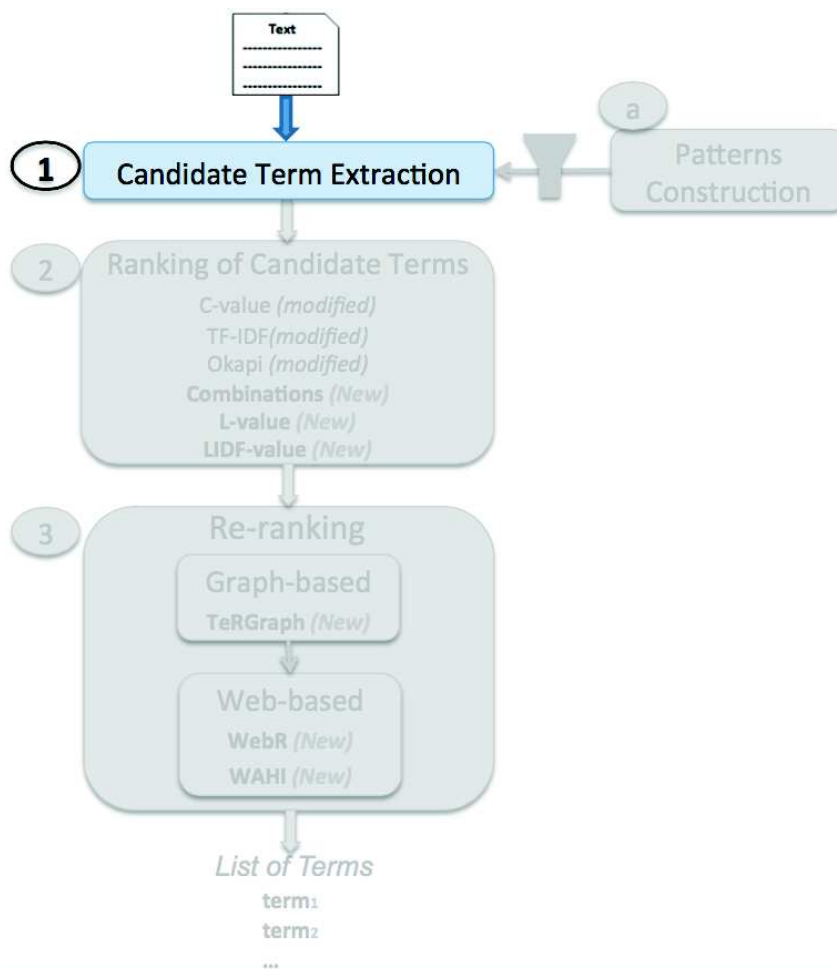 Text
a
1
Candidate Term Extraction
Patterns
Construction
2
Ranking of Candidate Terms
C-value (modified)
TF-IDF(modified)
Okapi (modified)
Combinations (New)
L-value (New)
LIDF-value (New)
3
Re-ranking
Graph-based
TeRGraph (New)
Web-based
WebR (New)
WAHI (New)
List of Terms
term1
term2
...